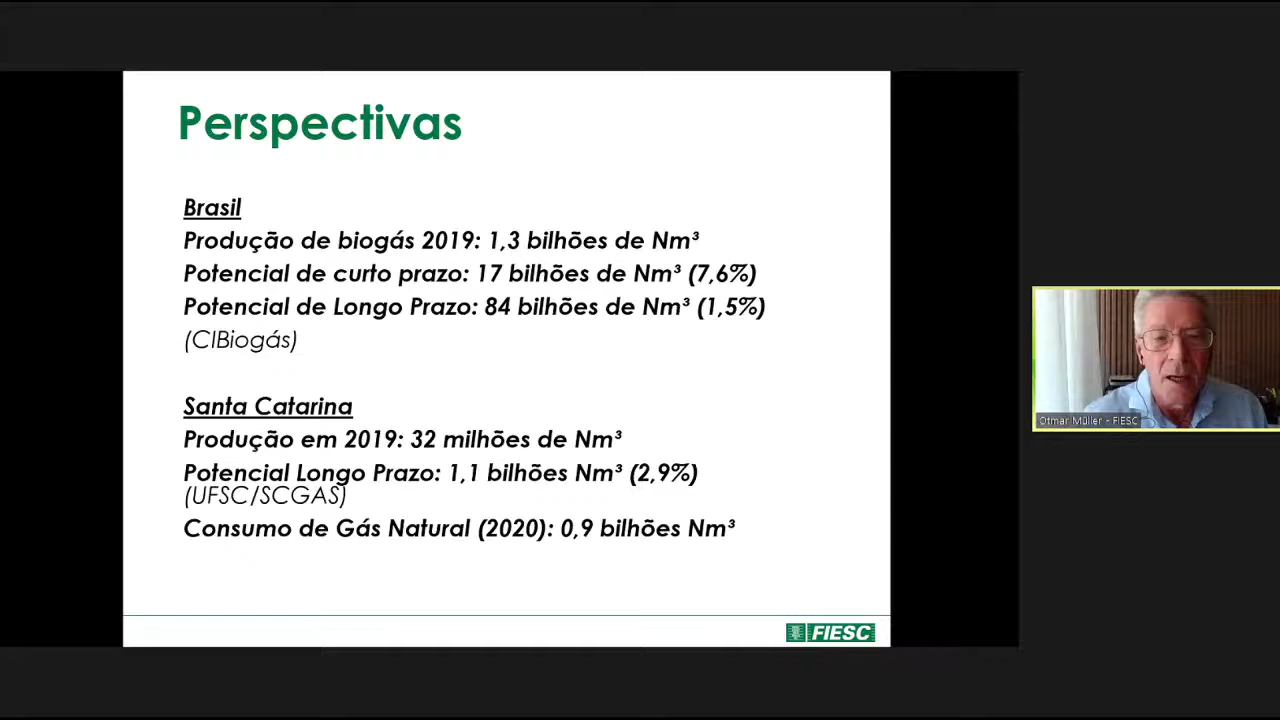 Perspectivas
Brasil
Produção de biogás 2019: 1,3 bilhões de Nm³
Potencial de curto prazo: 17 bilhões de Nm³ (7,6%)
Potencial de Longo Prazo: 84 bilhões de Nm³ (1,5%)
(CIBiogás)
Santa Catarina
Produção em 2019: 32 milhões de Nm³
Potencial Longo Prazo: 1,1 bilhões Nm³ (2,9%)
(UFSC/SCGAS)
Consumo de Gás Natural (2020): 0,9 bilhões Nm³
FIESC
Otmar Müller - FIESC